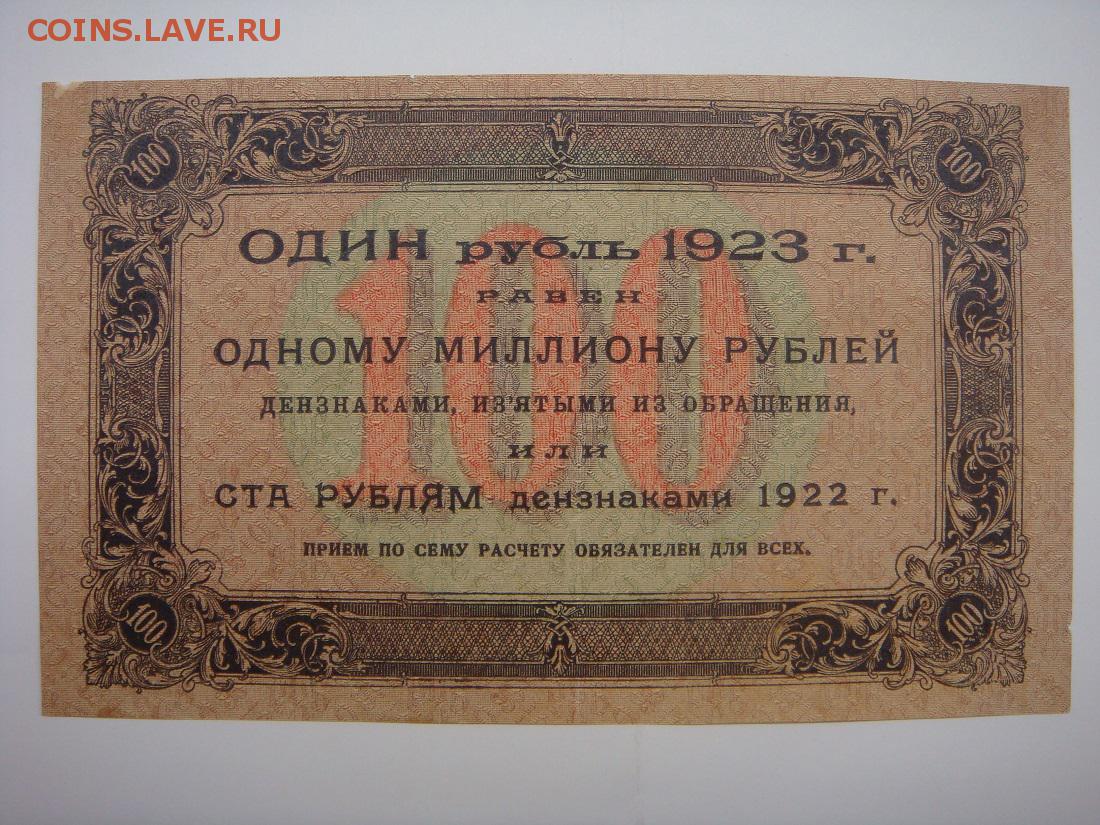 COINS.LAVE.RU
100 100
ОДИН рубль 1923 г.
РАВЕН
ОДНОМУ МИЛЛИОНУ РУБЛЕЙ
ДЕНЗНАКАМИ, ИЗ'ЯТЫМИ ИЗ ОБРАЩЕНИЯ,
ИЛИ
СТА РУБЛЯМ дензнаками 1922 г.
ПРИЕМ ПО СЕМУ РАСЧЕТУ ОБЯЗАТЕЛЕН ДЛЯ ВСЕХ.
100
100 100